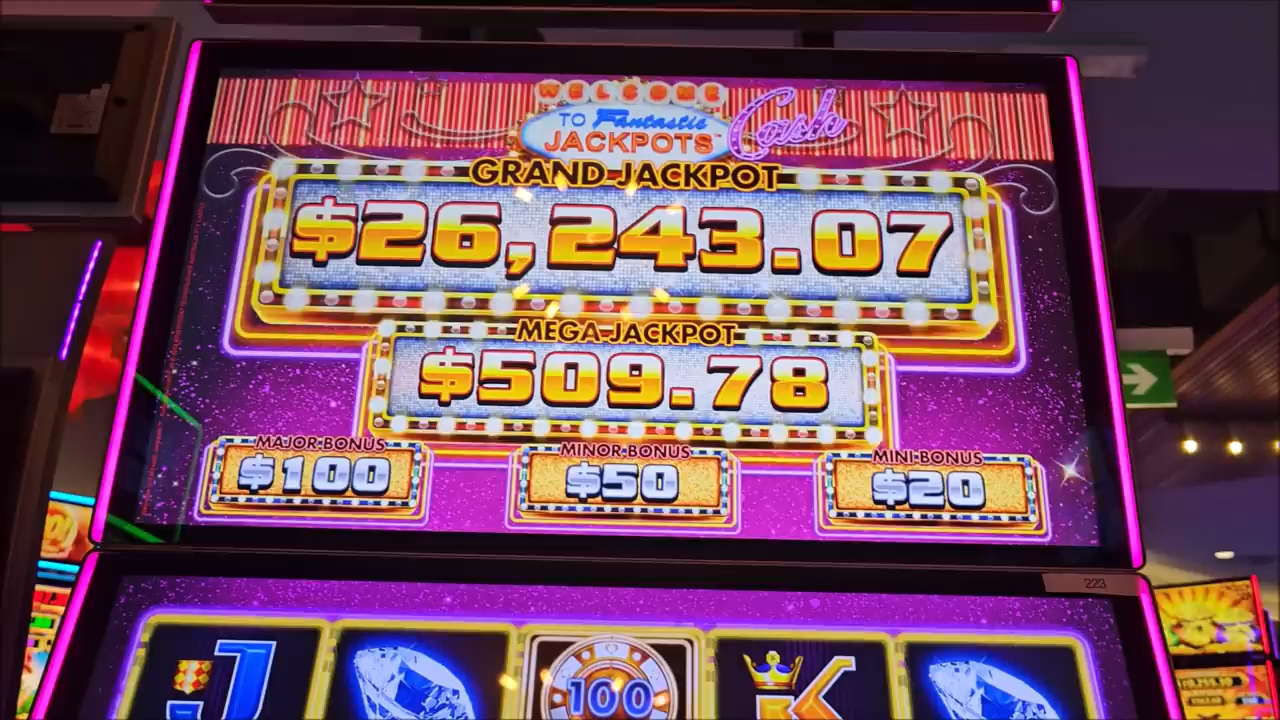 WELCOME
TO Fantastic
JACKPOTS™
Cash
GRAND JACKPOT
$26,243.07
MEGA JACKPOT
$509.78
MAJOR BONUS
$100
MINOR BONUS
$50
MINI BONUS
$20
223
J
100
K